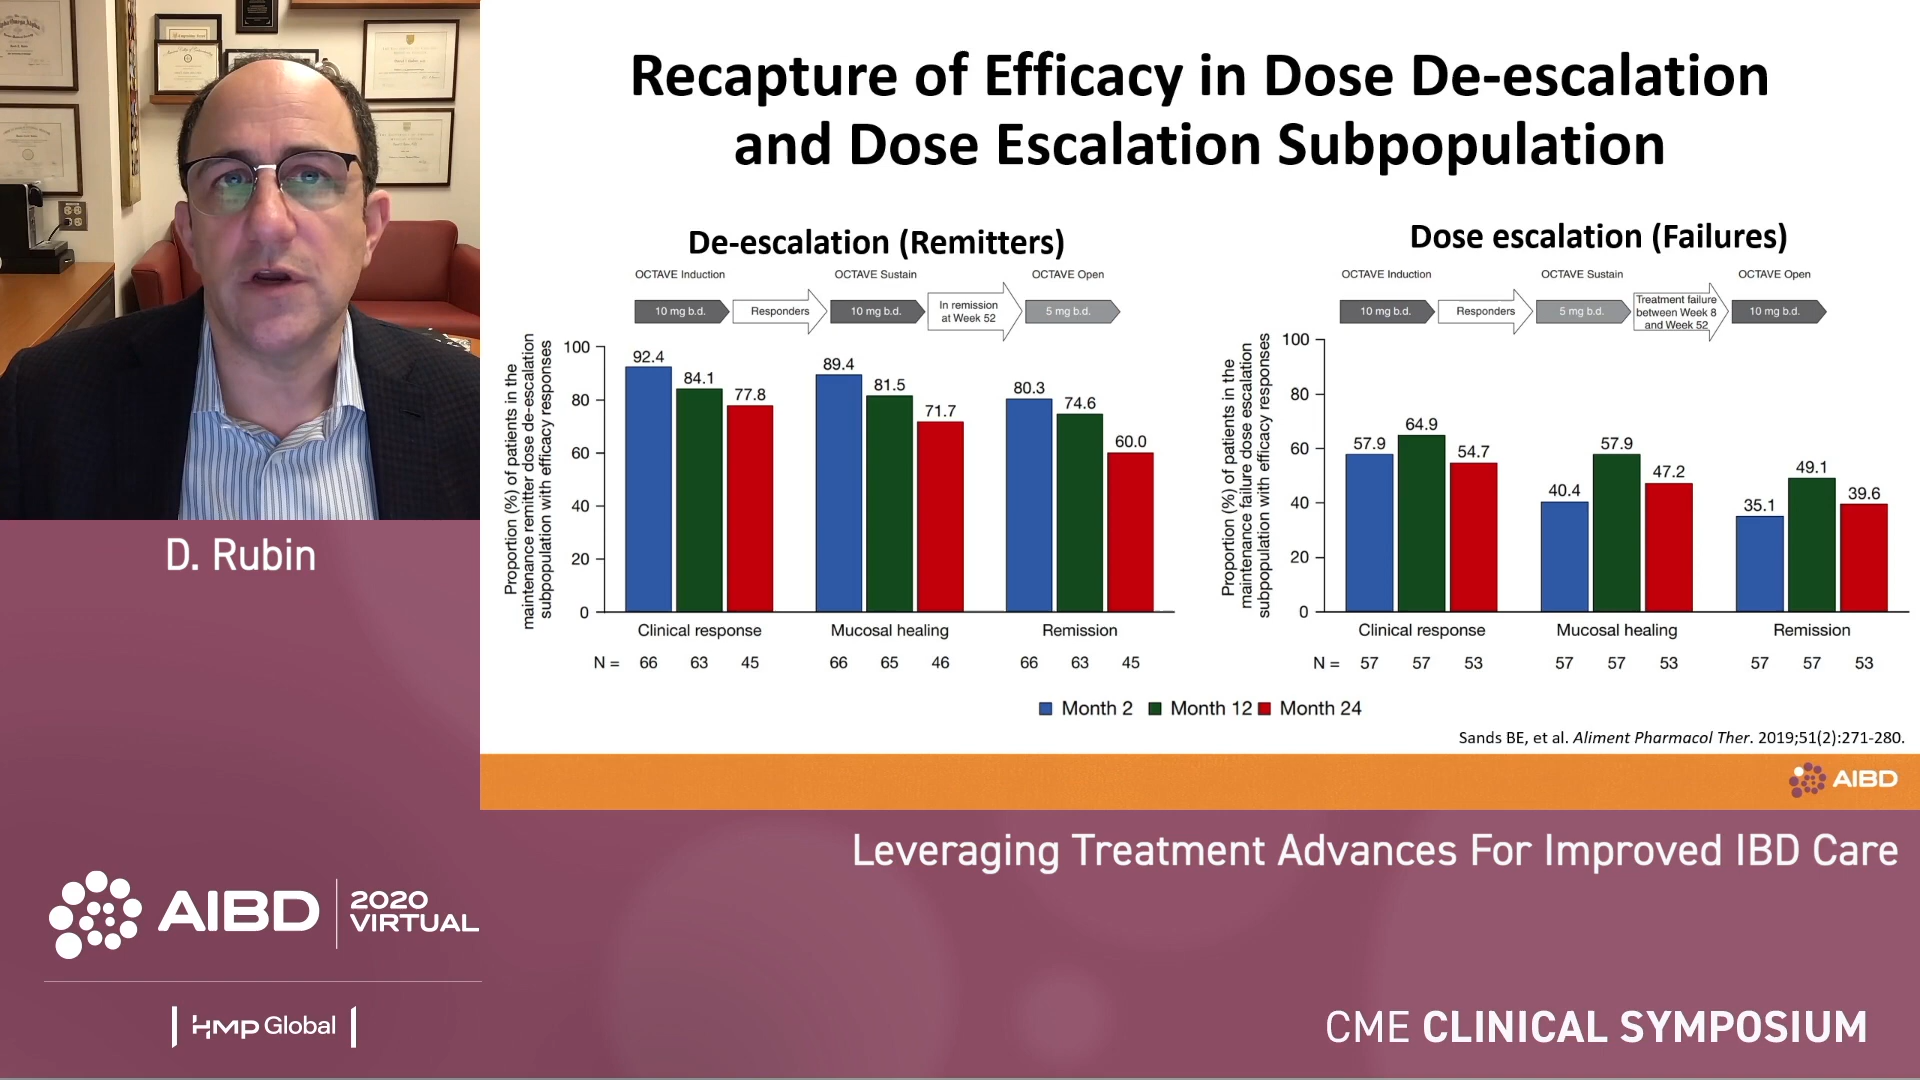 Recapture of Efficacy in Dose De-escalation
and Dose Escalation Subpopulation
De-escalation (Remitters)
OCTAVE Induction
OCTAVE Sustain
OCTAVE Open
10 mg b.d.
Responders
10 mg b.d.
In remission
at Week 52
5 mg b.d.
Proportion (%) of patients in the
maintenance remitter dose de-escalation
subpopulation with efficacy responses
100
80
60
40
20
0
92.4
84.1
77.8
89.4
81.5
71.7
80.3
74.6
60.0
Clinical response
Mucosal healing
Remission
N = 66 63 45 66 65 46 66 63 45
Dose escalation (Failures)
OCTAVE Induction
OCTAVE Sustain
OCTAVE Open
10 mg b.d.
Responders
5 mg b.d.
Treatment failure
between Week 8
and Week 52
10 mg b.d.
Proportion (%) of patients in the
maintenance failure dose escalation
subpopulation with efficacy responses
100
80
60
40
20
0
57.9
64.9
54.7
40.4
57.9
47.2
35.1
49.1
39.6
Clinical response
Mucosal healing
Remission
N = 57 57 53 57 57 53 57 57 53
Month 2 Month 12 Month 24
Sands BE, et al. Aliment Pharmacol Ther. 2019;51(2):271-280.
AIBD
D. Rubin
Leveraging Treatment Advances For Improved IBD Care
AIBD
2020
VIRTUAL
HMP Global
CME CLINICAL SYMPOSIUM